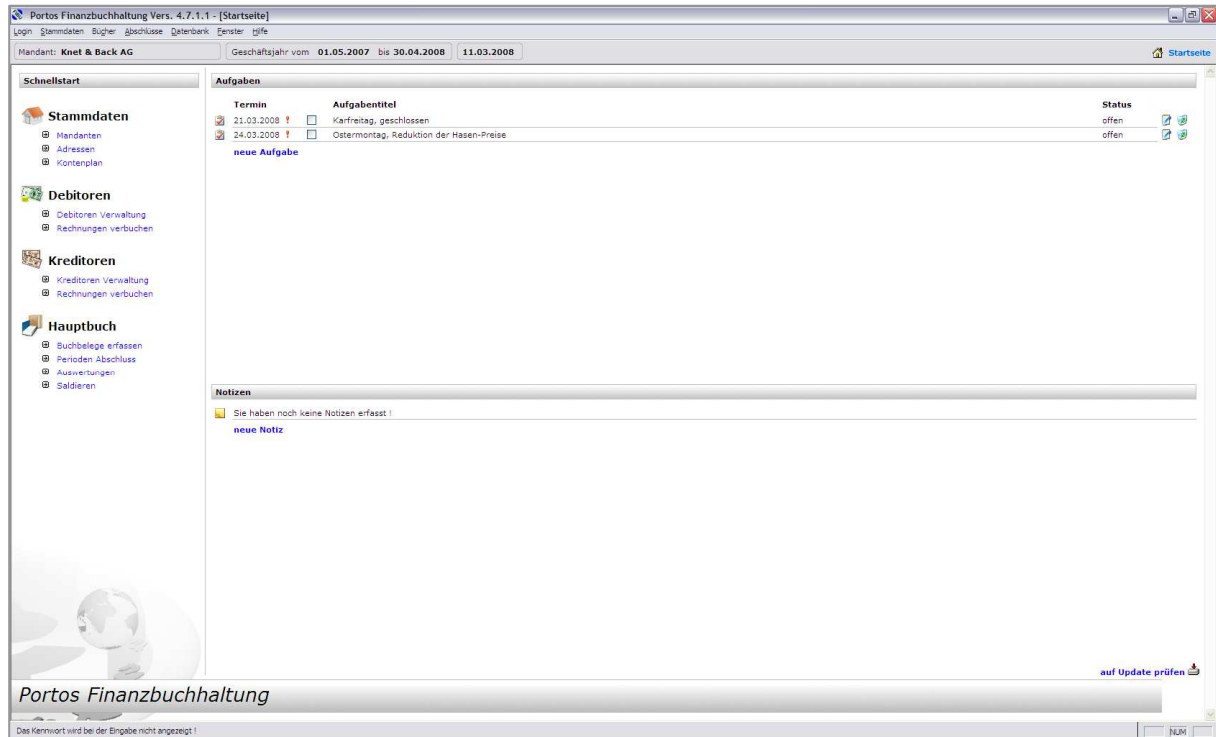 Portos Finanzbuchhaltung Vers. 4.7.1.1 - [Startseite]
Login Stammdaten Bücher Abschlüsse Datenbank Fenster Hilfe
Mandant: Knet & Back AG Geschäftsjahr vom 01.05.2007 bis 30.04.2008 11.03.2008 Startseite
Schnellstart
Stammdaten
Mandanten
Adressen
Kontenplan
Debitoren
Debitoren Verwaltung
Rechnungen verbuchen
Kreditoren
Kreditoren Verwaltung
Rechnungen verbuchen
Hauptbuch
Buchbelege erfassen
Perioden Abschluss
Auswertungen
Saldieren
Aufgaben
Termin Aufgabentitel Status
21.03.2008 ! Karfreitag, geschlossen offen
24.03.2008 ! Ostermontag, Reduktion der Hasen-Preise offen
neue Aufgabe
Notizen
Sie haben noch keine Notizen erfasst !
neue Notiz
auf Update prüfen
Portos Finanzbuchhaltung
Das Kennwort wird bei der Eingabe nicht angezeigt ! NUM